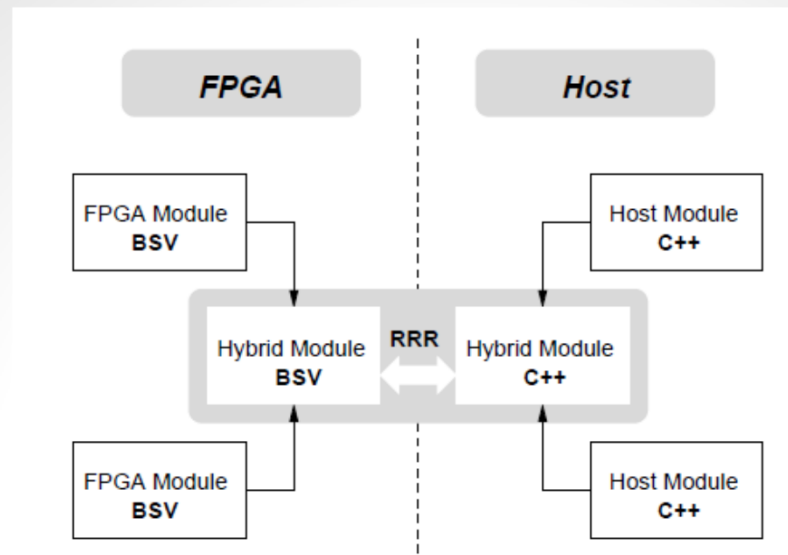 FPGA
Host
FPGA Module
BSV
Host Module
C++
Hybrid Module
BSV
RRR
Hybrid Module
C++
FPGA Module
BSV
Host Module
C++